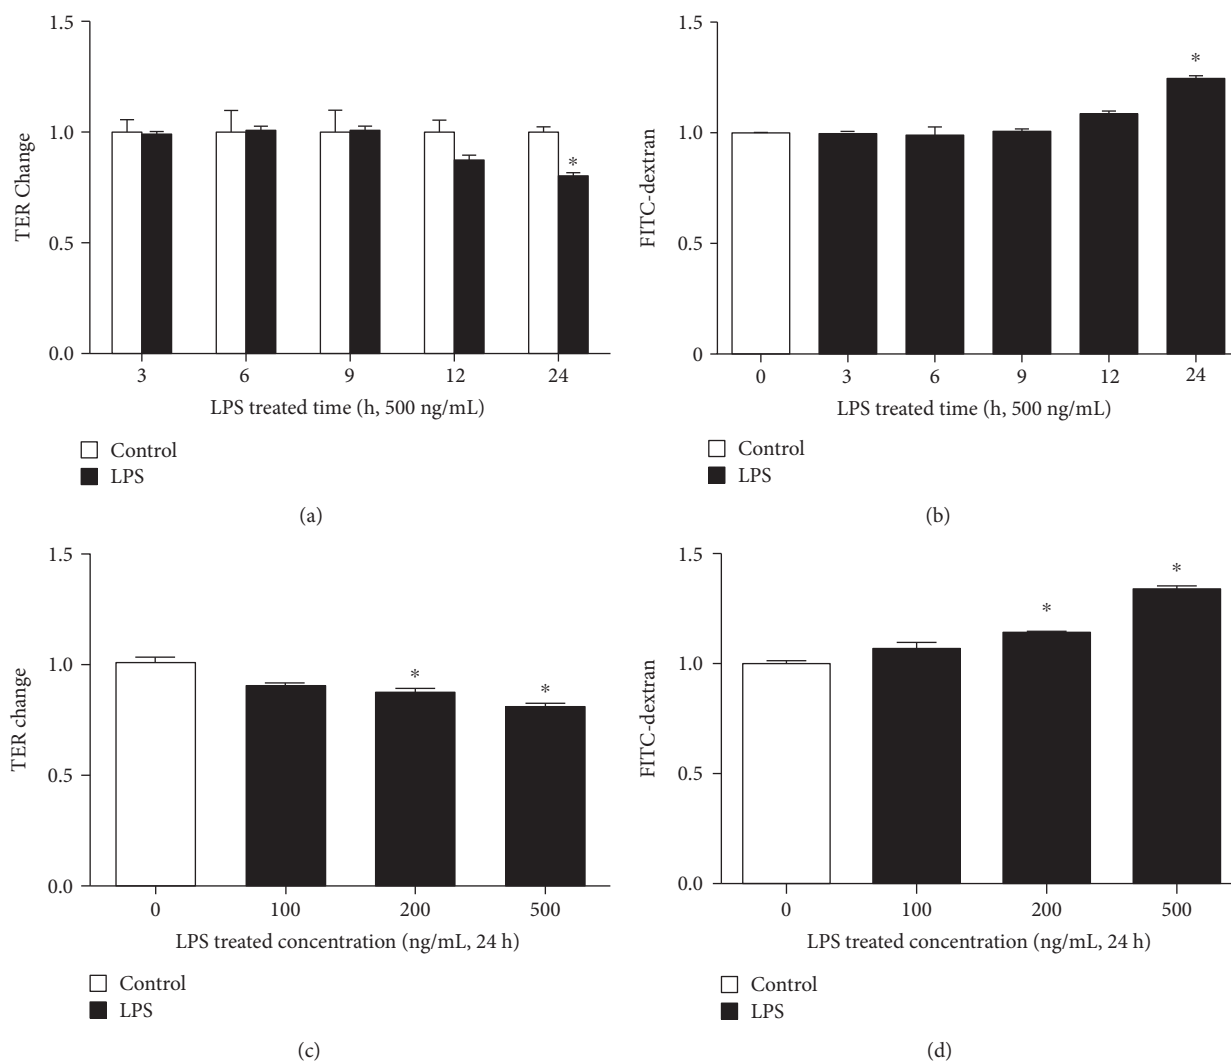 1.5
1.0
0.5
0.0
TER Change
*
3 6 9 12 24
LPS treated time (h, 500 ng/mL)
Control
LPS
(a)
1.5
1.0
0.5
0
FITC-dextran
*
0 3 6 9 12 24
LPS treated time (h, 500 ng/mL)
Control
LPS
(b)
1.5
1.0
0.5
0.0
TER change
* *
0 100 200 500
LPS treated concentration (ng/mL, 24 h)
Control
LPS
(c)
1.5
1.0
0.5
0.0
FITC-dextran
* *
0 100 200 500
LPS treated concentration (ng/mL, 24 h)
Control
LPS
(d)